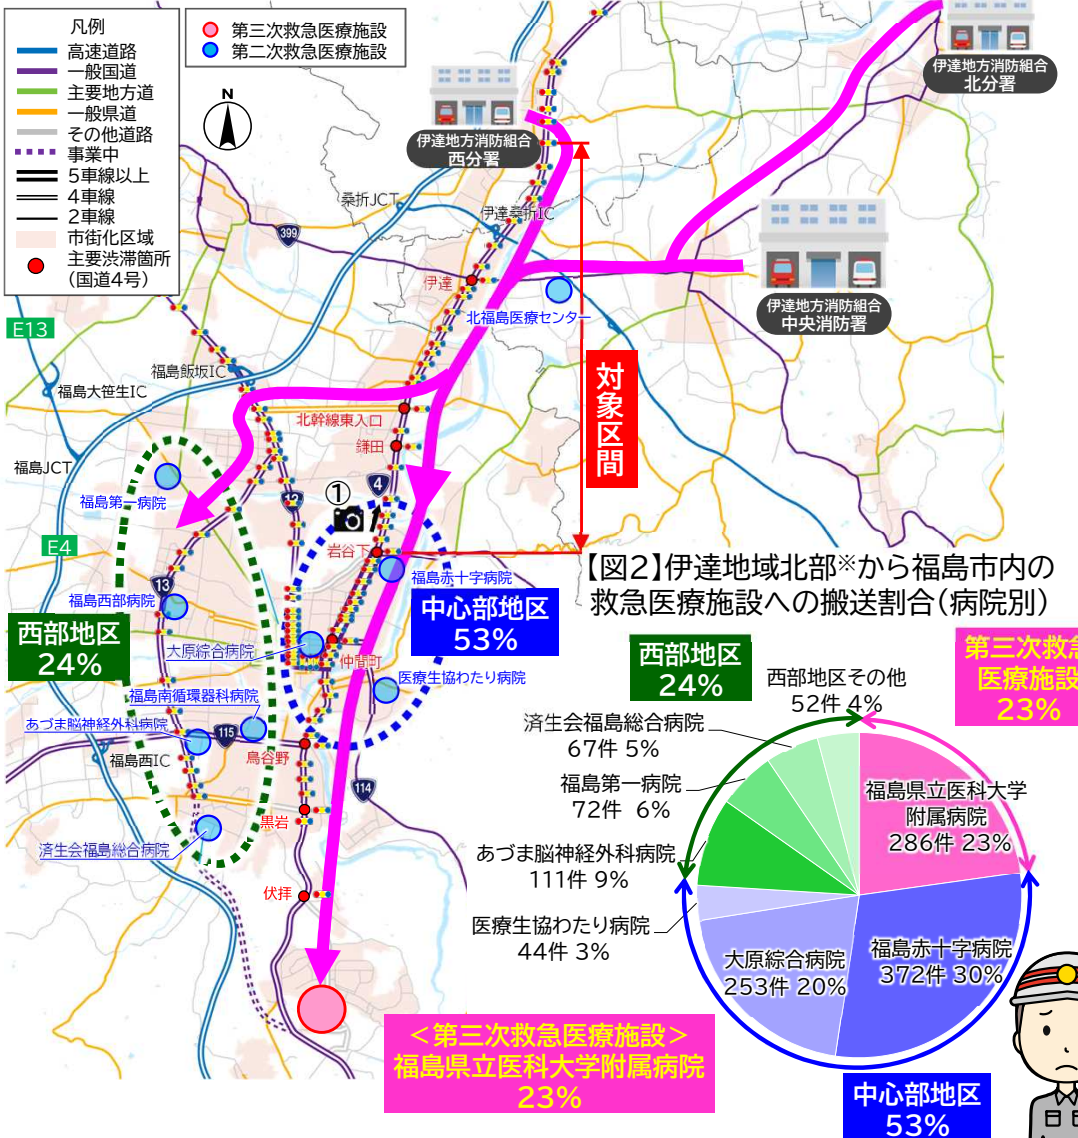 凡例
高速道路
一般国道
主要地方道
一般県道
その他道路
事業中
5車線以上
4車線
2車線
市街化区域
主要渋滞箇所
(国道4号)
第三次救急医療施設
第二次救急医療施設
N
伊達地方消防組合
西分署
伊達地方消防組合
北分署
伊達地方消防組合
中央消防署
桑折JCT
伊達桑折IC
399
伊達
北福島医療センター
E13
福島飯坂IC
福島大笹生IC
対象区間
北幹線東入口
鎌田
福島JCT
福島第一病院
①
4
13
E4
岩谷下
福島赤十字病院
13
福島西部病院
中心部地区
53%
西部地区
24%
大原綜合病院
仲間町
医療生協わたり病院
福島南循環器科病院
あづま脳神経外科病院
115
福島西IC
鳥谷野
114
黒岩
済生会福島総合病院
伏拝
<第三次救急医療施設>
福島県立医科大学附属病院
23%
【図2】伊達地域北部※から福島市内の
救急医療施設への搬送割合(病院別)
西部地区
24%
第三次救急
医療施設
23%
西部地区その他
52件 4%
済生会福島総合病院
67件 5%
福島第一病院
72件 6%
あづま脳神経外科病院
111件 9%
医療生協わたり病院
44件 3%
福島県立医科大学
附属病院
286件 23%
大原綜合病院
253件 20%
福島赤十字病院
372件 30%
中心部地区
53%